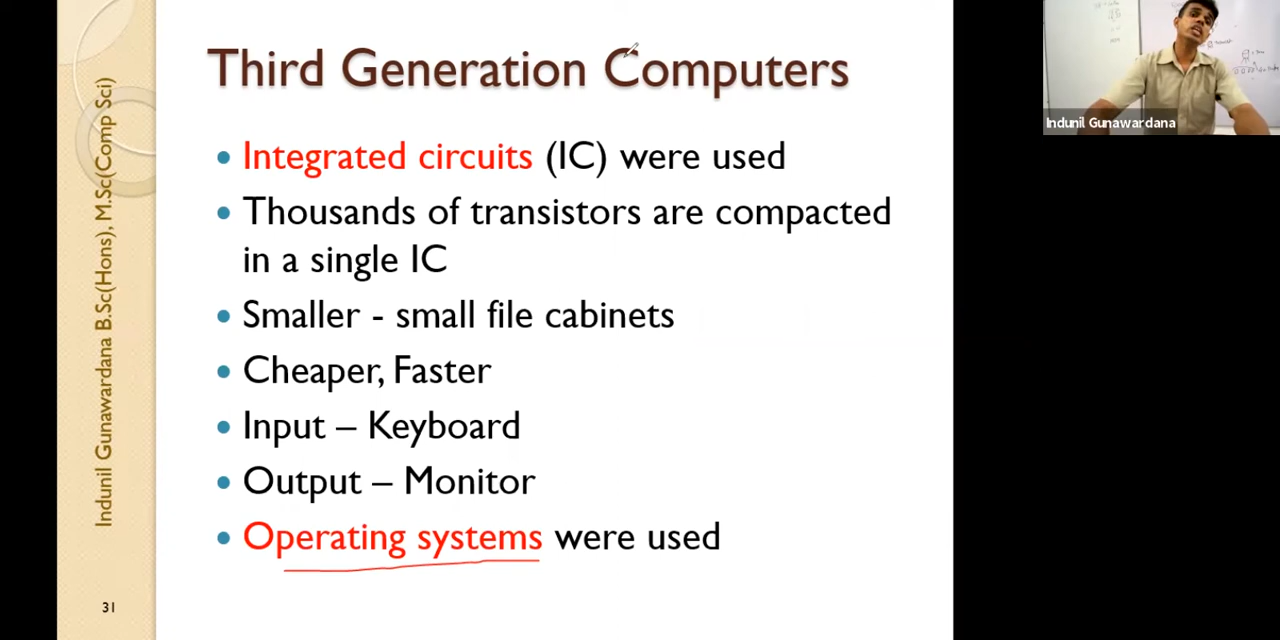 Third Generation Computers
Indunil Gunawardana B.Sc(Hons), M.Sc(Comp Sci)
• Integrated circuits (IC) were used
• Thousands of transistors are compacted
in a single IC
• Smaller - small file cabinets
• Cheaper, Faster
• Input – Keyboard
• Output – Monitor
• Operating systems were used
31
Indunil Gunawardana